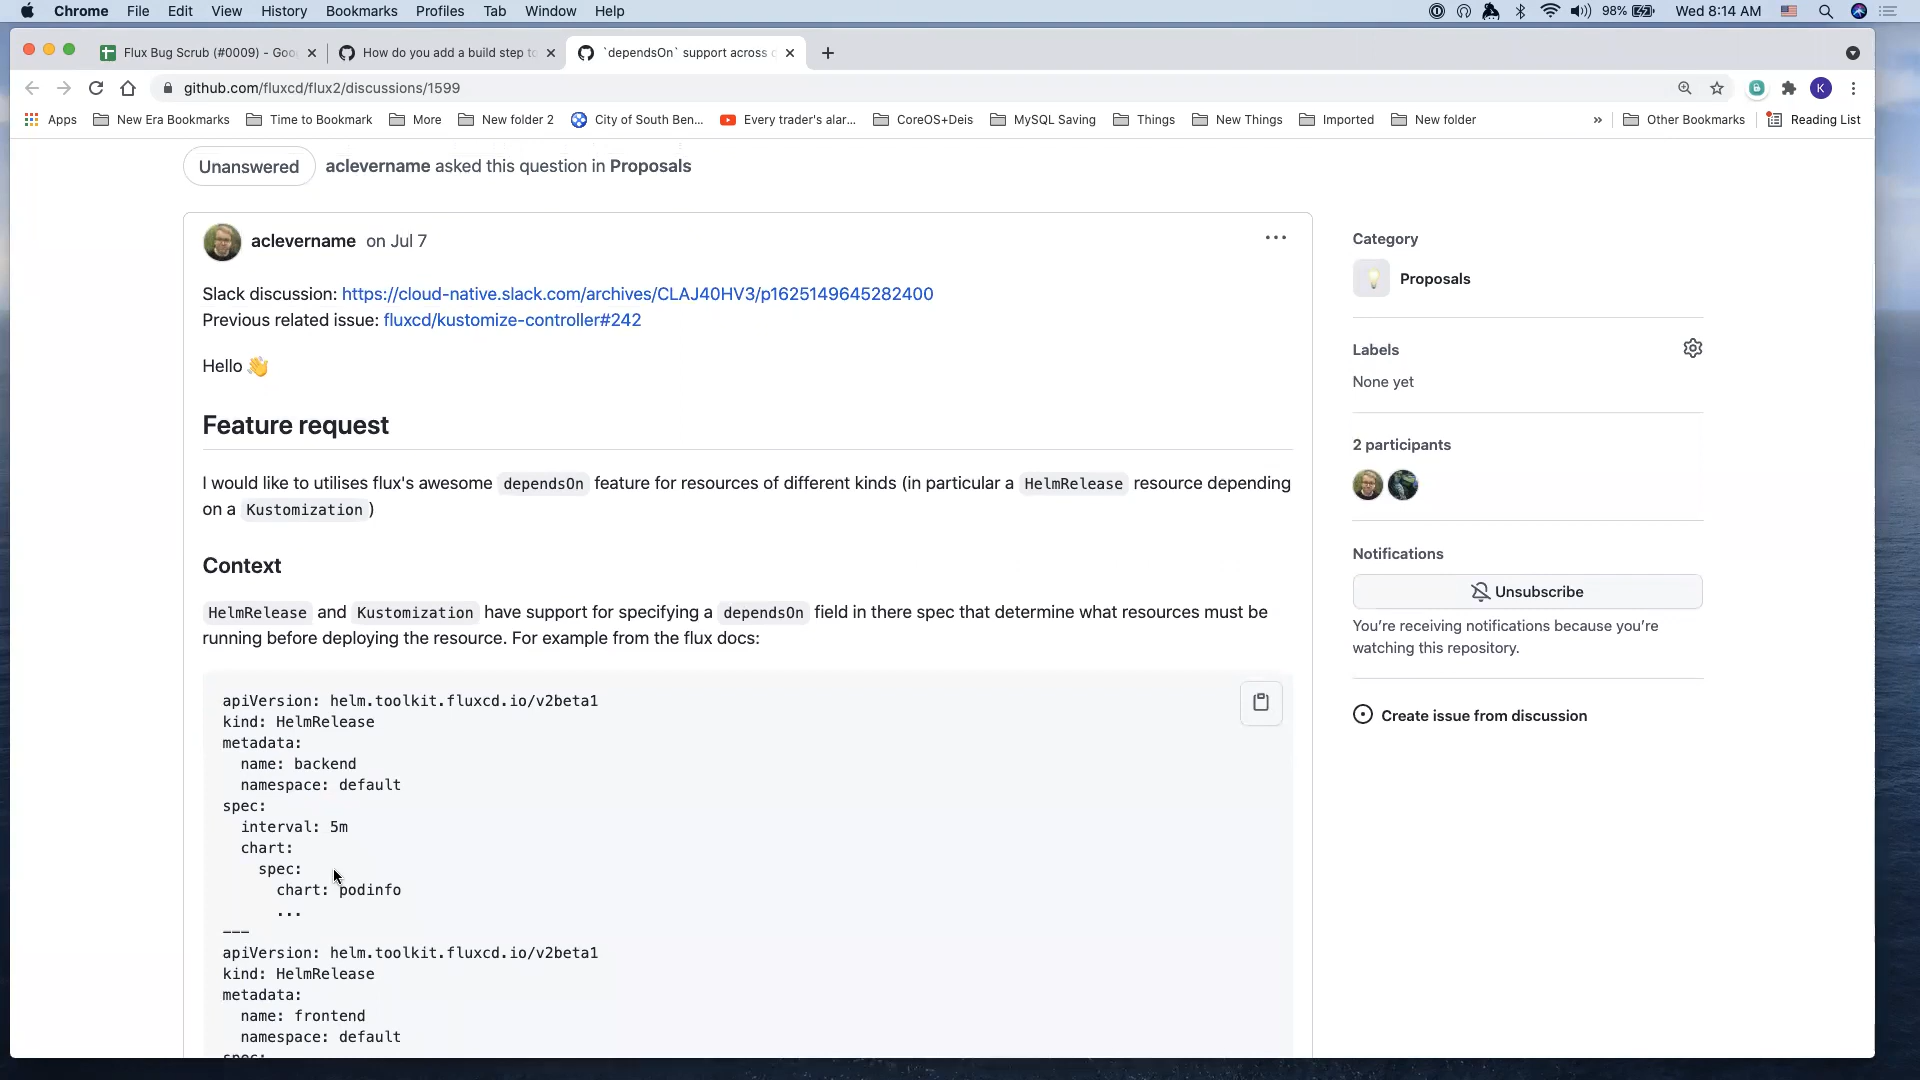 Chrome File Edit View History Bookmarks Profiles Tab Window Help 98% Wed 8:14 AM
Flux Bug Scrub (#0009) - Goo
How do you add a build step to
`dependsOn` support across
github.com/fluxcd/flux2/discussions/1599
K
Apps New Era Bookmarks Time to Bookmark More New folder 2 City of South Ben... Every trader's alar... CoreOS+Deis MySQL Saving Things New Things Imported New folder » Other Bookmarks Reading List
Unanswered aclevername asked this question in Proposals
aclevername on Jul 7
Slack discussion: https://cloud-native.slack.com/archives/CLAJ40HV3/p1625149645282400
Previous related issue: fluxcd/kustomize-controller#242
Hello 👋
Feature request
I would like to utilises flux's awesome dependsOn feature for resources of different kinds (in particular a HelmRelease resource depending
on a Kustomization )
Context
HelmRelease and Kustomization have support for specifying a dependsOn field in there spec that determine what resources must be
running before deploying the resource. For example from the flux docs:
apiVersion: helm.toolkit.fluxcd.io/v2beta1
kind: HelmRelease
metadata:
  name: backend
  namespace: default
spec:
  interval: 5m
  chart:
    spec:
      chart: podinfo
      ...
---
apiVersion: helm.toolkit.fluxcd.io/v2beta1
kind: HelmRelease
metadata:
  name: frontend
  namespace: default
spec:
Category
Proposals
Labels
None yet
2 participants
Notifications
Unsubscribe
You're receiving notifications because you're
watching this repository.
Create issue from discussion